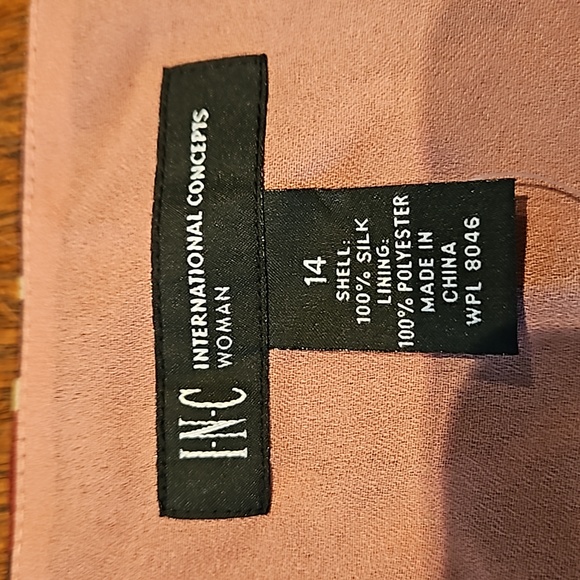 I·N·C INTERNATIONAL CONCEPTS
WOMAN
14
SHELL:
100% SILK
LINING:
100% POLYESTER
MADE IN
CHINA
WPL 8046